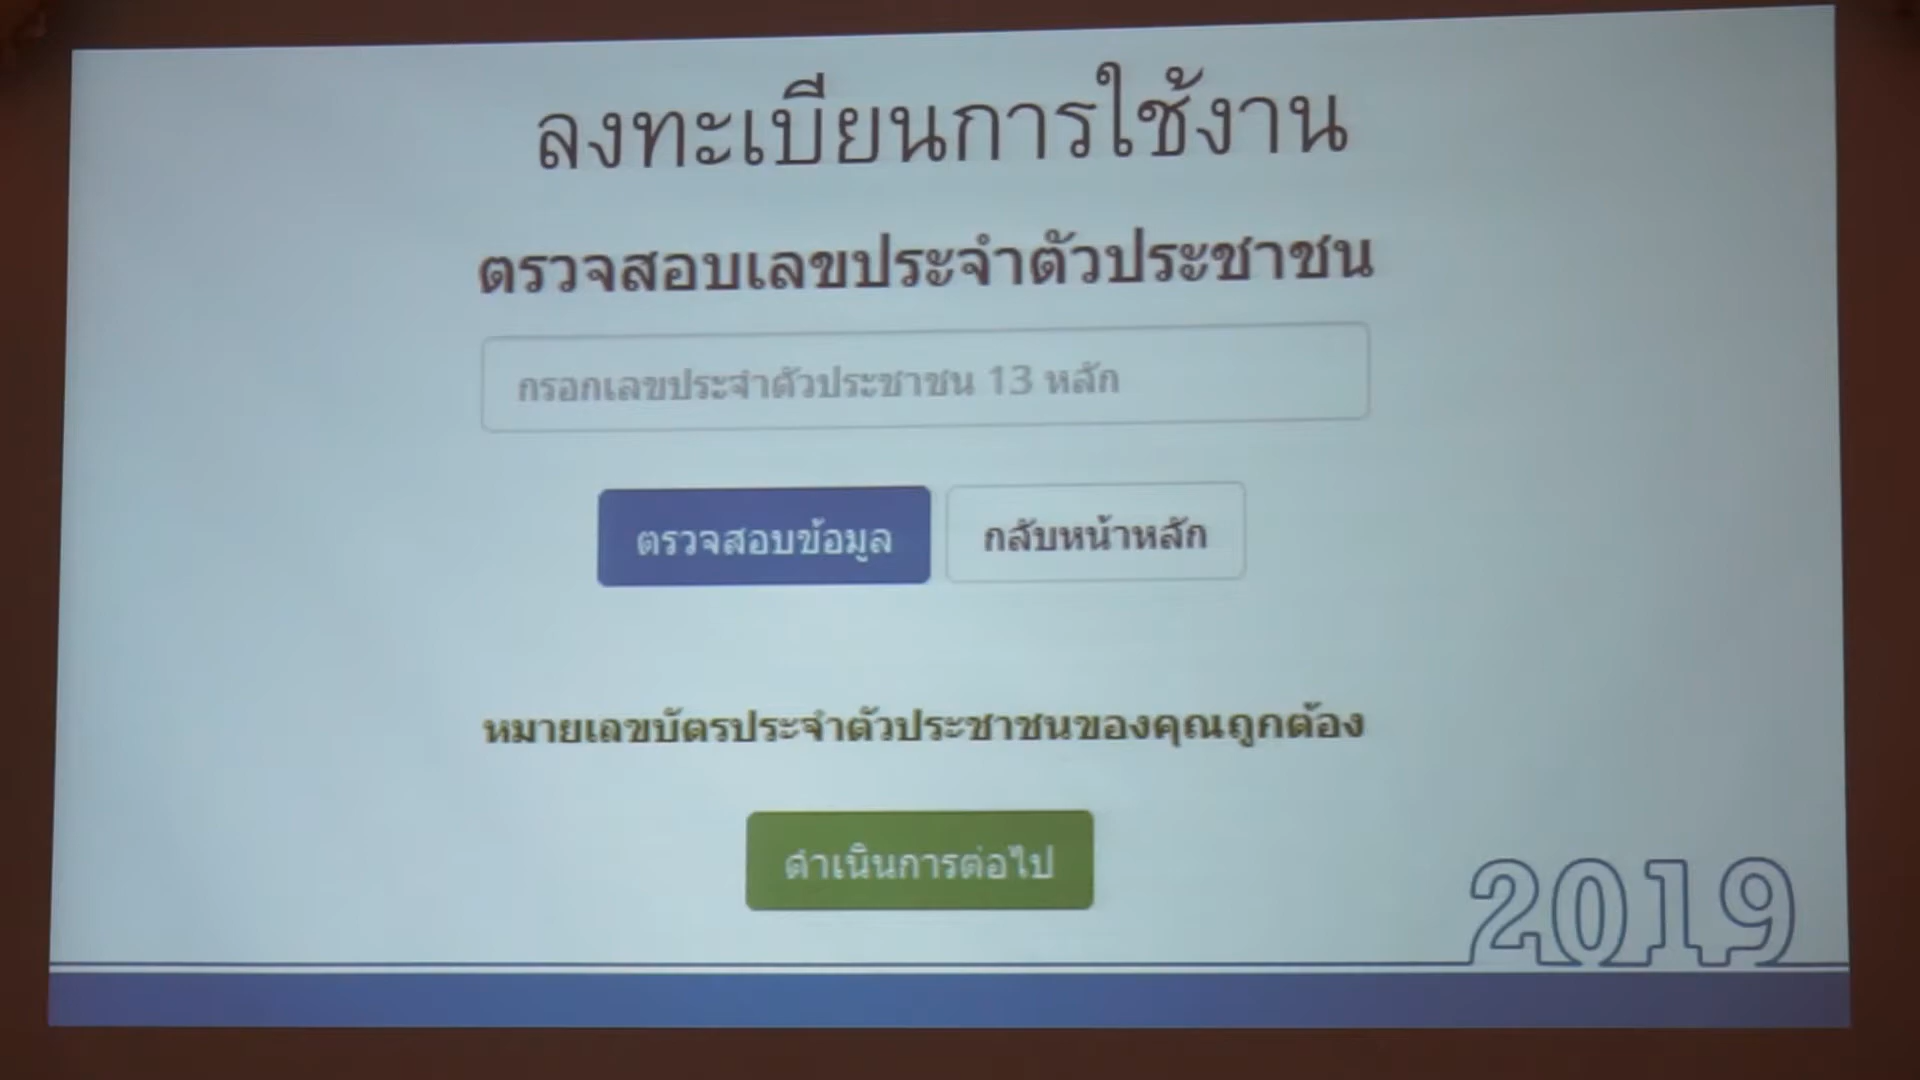 ลงทะเบียนการใช้งาน
ตรวจสอบเลขประจำตัวประชาชน
กรอกเลขประจำตัวประชาชน 13 หลัก
ตรวจสอบข้อมูล กลับหน้าหลัก
หมายเลขบัตรประจำตัวประชาชนของคุณถูกต้อง
ดำเนินการต่อไป
2019